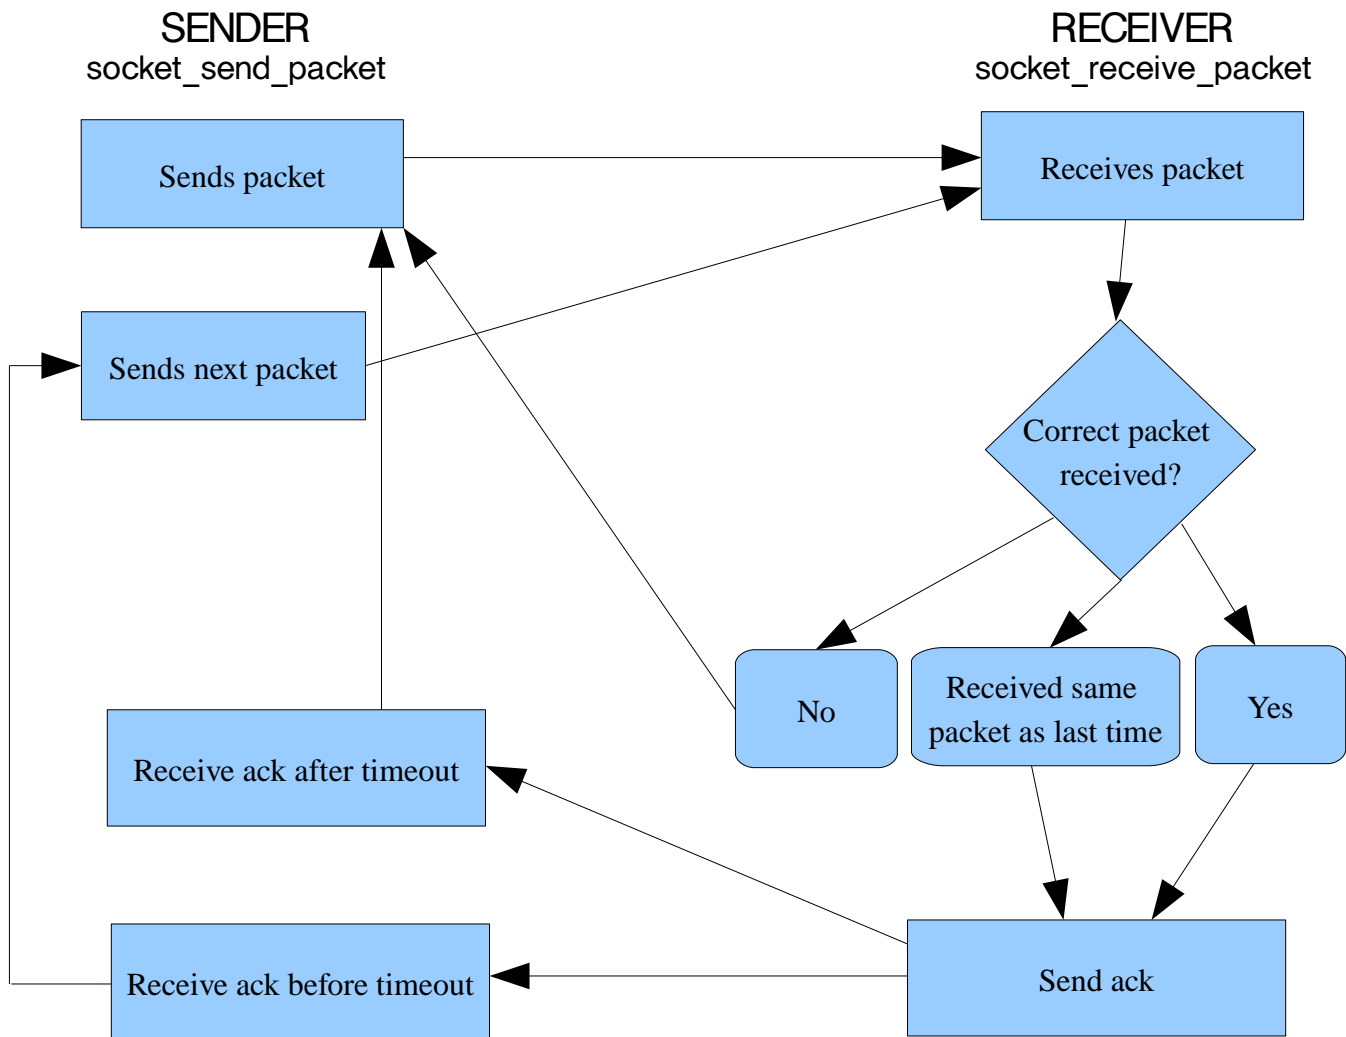 SENDER
socket_send_packet
RECEIVER
socket_receive_packet
Sends packet
Receives packet
Sends next packet
Correct packet
received?
No
Received same
packet as last time
Yes
Receive ack after timeout
Receive ack before timeout
Send ack